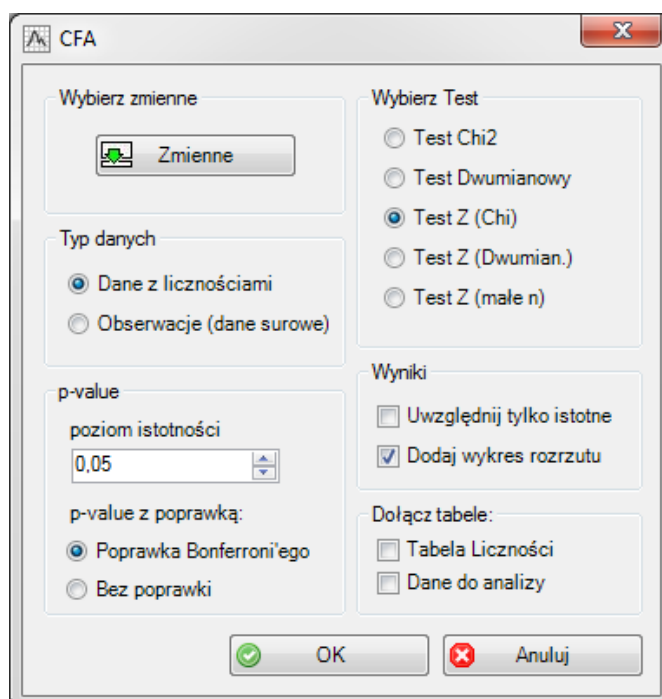 CFA
Wybierz zmienne
Zmienne
Typ danych
Dane z licznościami
Obserwacje (dane surowe)
p-value
poziom istotności
0,05
p-value z poprawką:
Poprawka Bonferroni'ego
Bez poprawki
Wybierz Test
Test Chi2
Test Dwumianowy
Test Z (Chi)
Test Z (Dwumian.)
Test Z (małe n)
Wyniki
Uwzględnij tylko istotne
Dodaj wykres rozrzutu
Dołącz tabele:
Tabela Liczności
Dane do analizy
OK
Anuluj